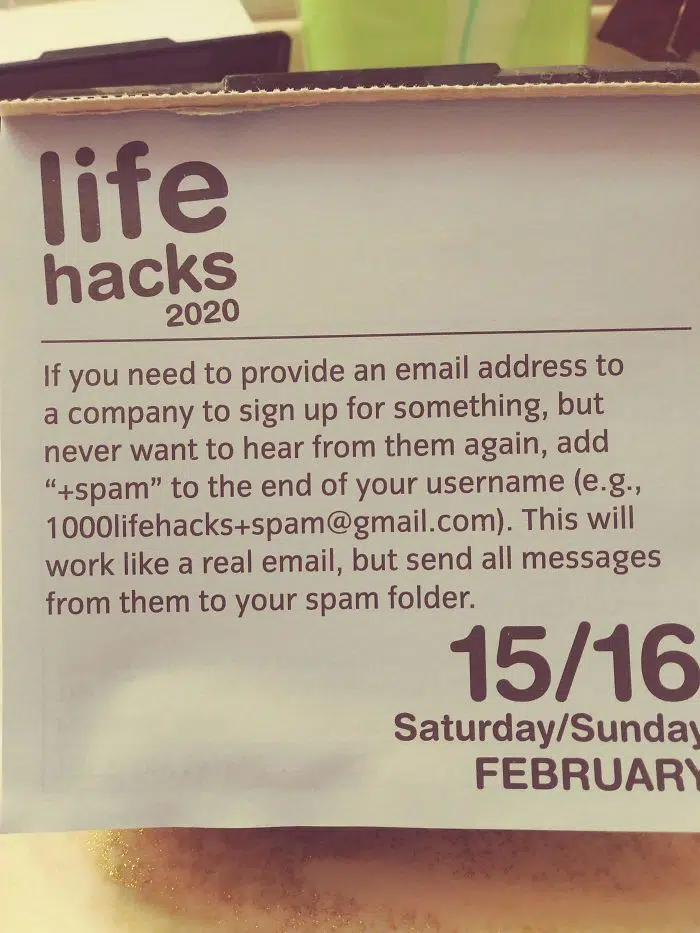 life
hacks
2020
If you need to provide an email address to
a company to sign up for something, but
never want to hear from them again, add
“+spam” to the end of your username (e.g.,
1000lifehacks+spam@gmail.com). This will
work like a real email, but send all messages
from them to your spam folder.
15/16
Saturday/Sunday
FEBRUARY